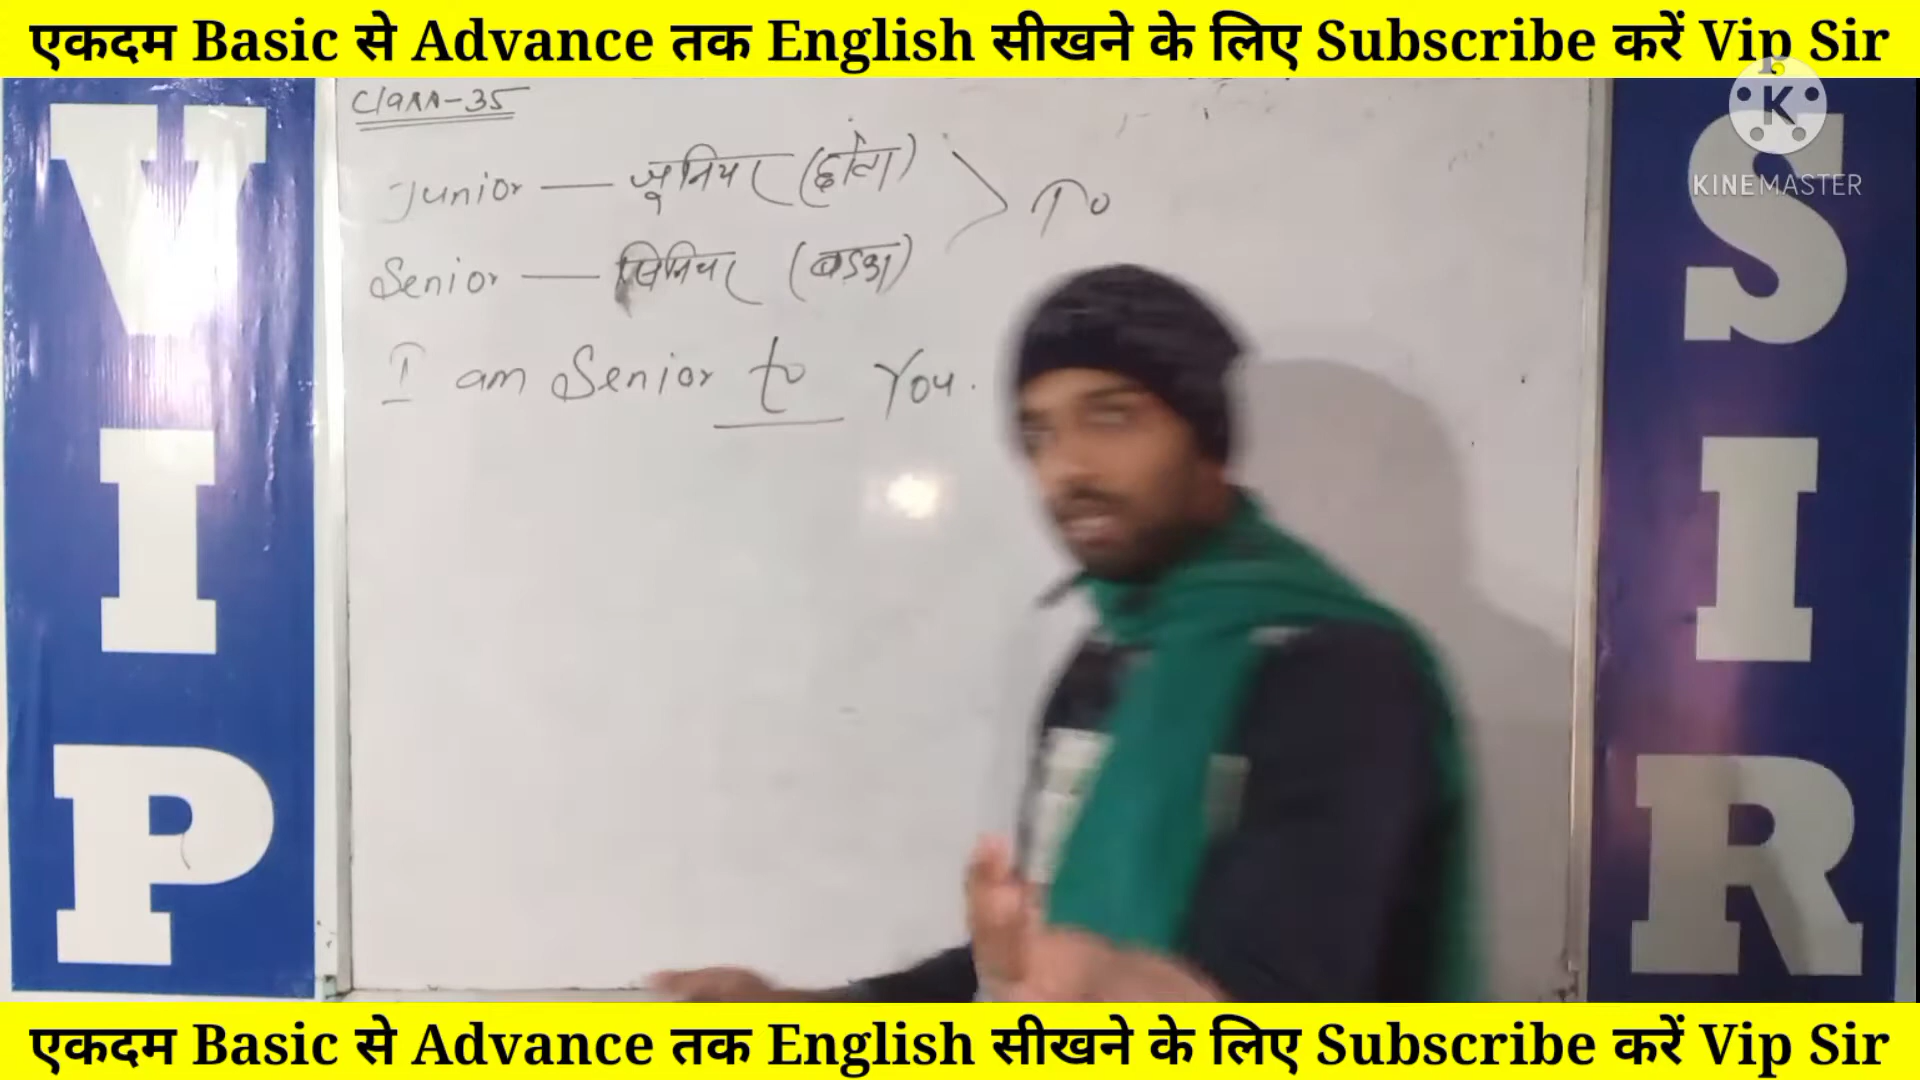 एकदम Basic से Advance तक English सीखने के लिए Subscribe करें Vip Sir
K
KINEMASTER
VIP
SIR
Class-35
Junior — जूनियर (छोटा)
To
Senior — सिनियर (बड़ा)
I am Senior to You.
एकदम Basic से Advance तक English सीखने के लिए Subscribe करें Vip Sir